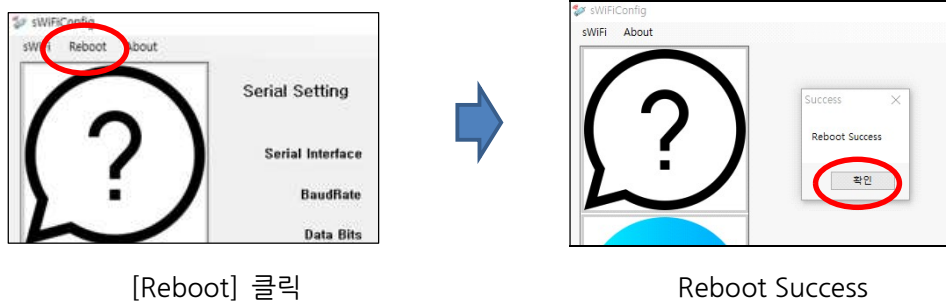 sWiFiConfig
sWiFi Reboot About
Serial Setting
Serial Interface
BaudRate
Data Bits
[Reboot] 클릭
sWiFiConfig
sWiFi About
Success
Reboot Success
확인
Reboot Success